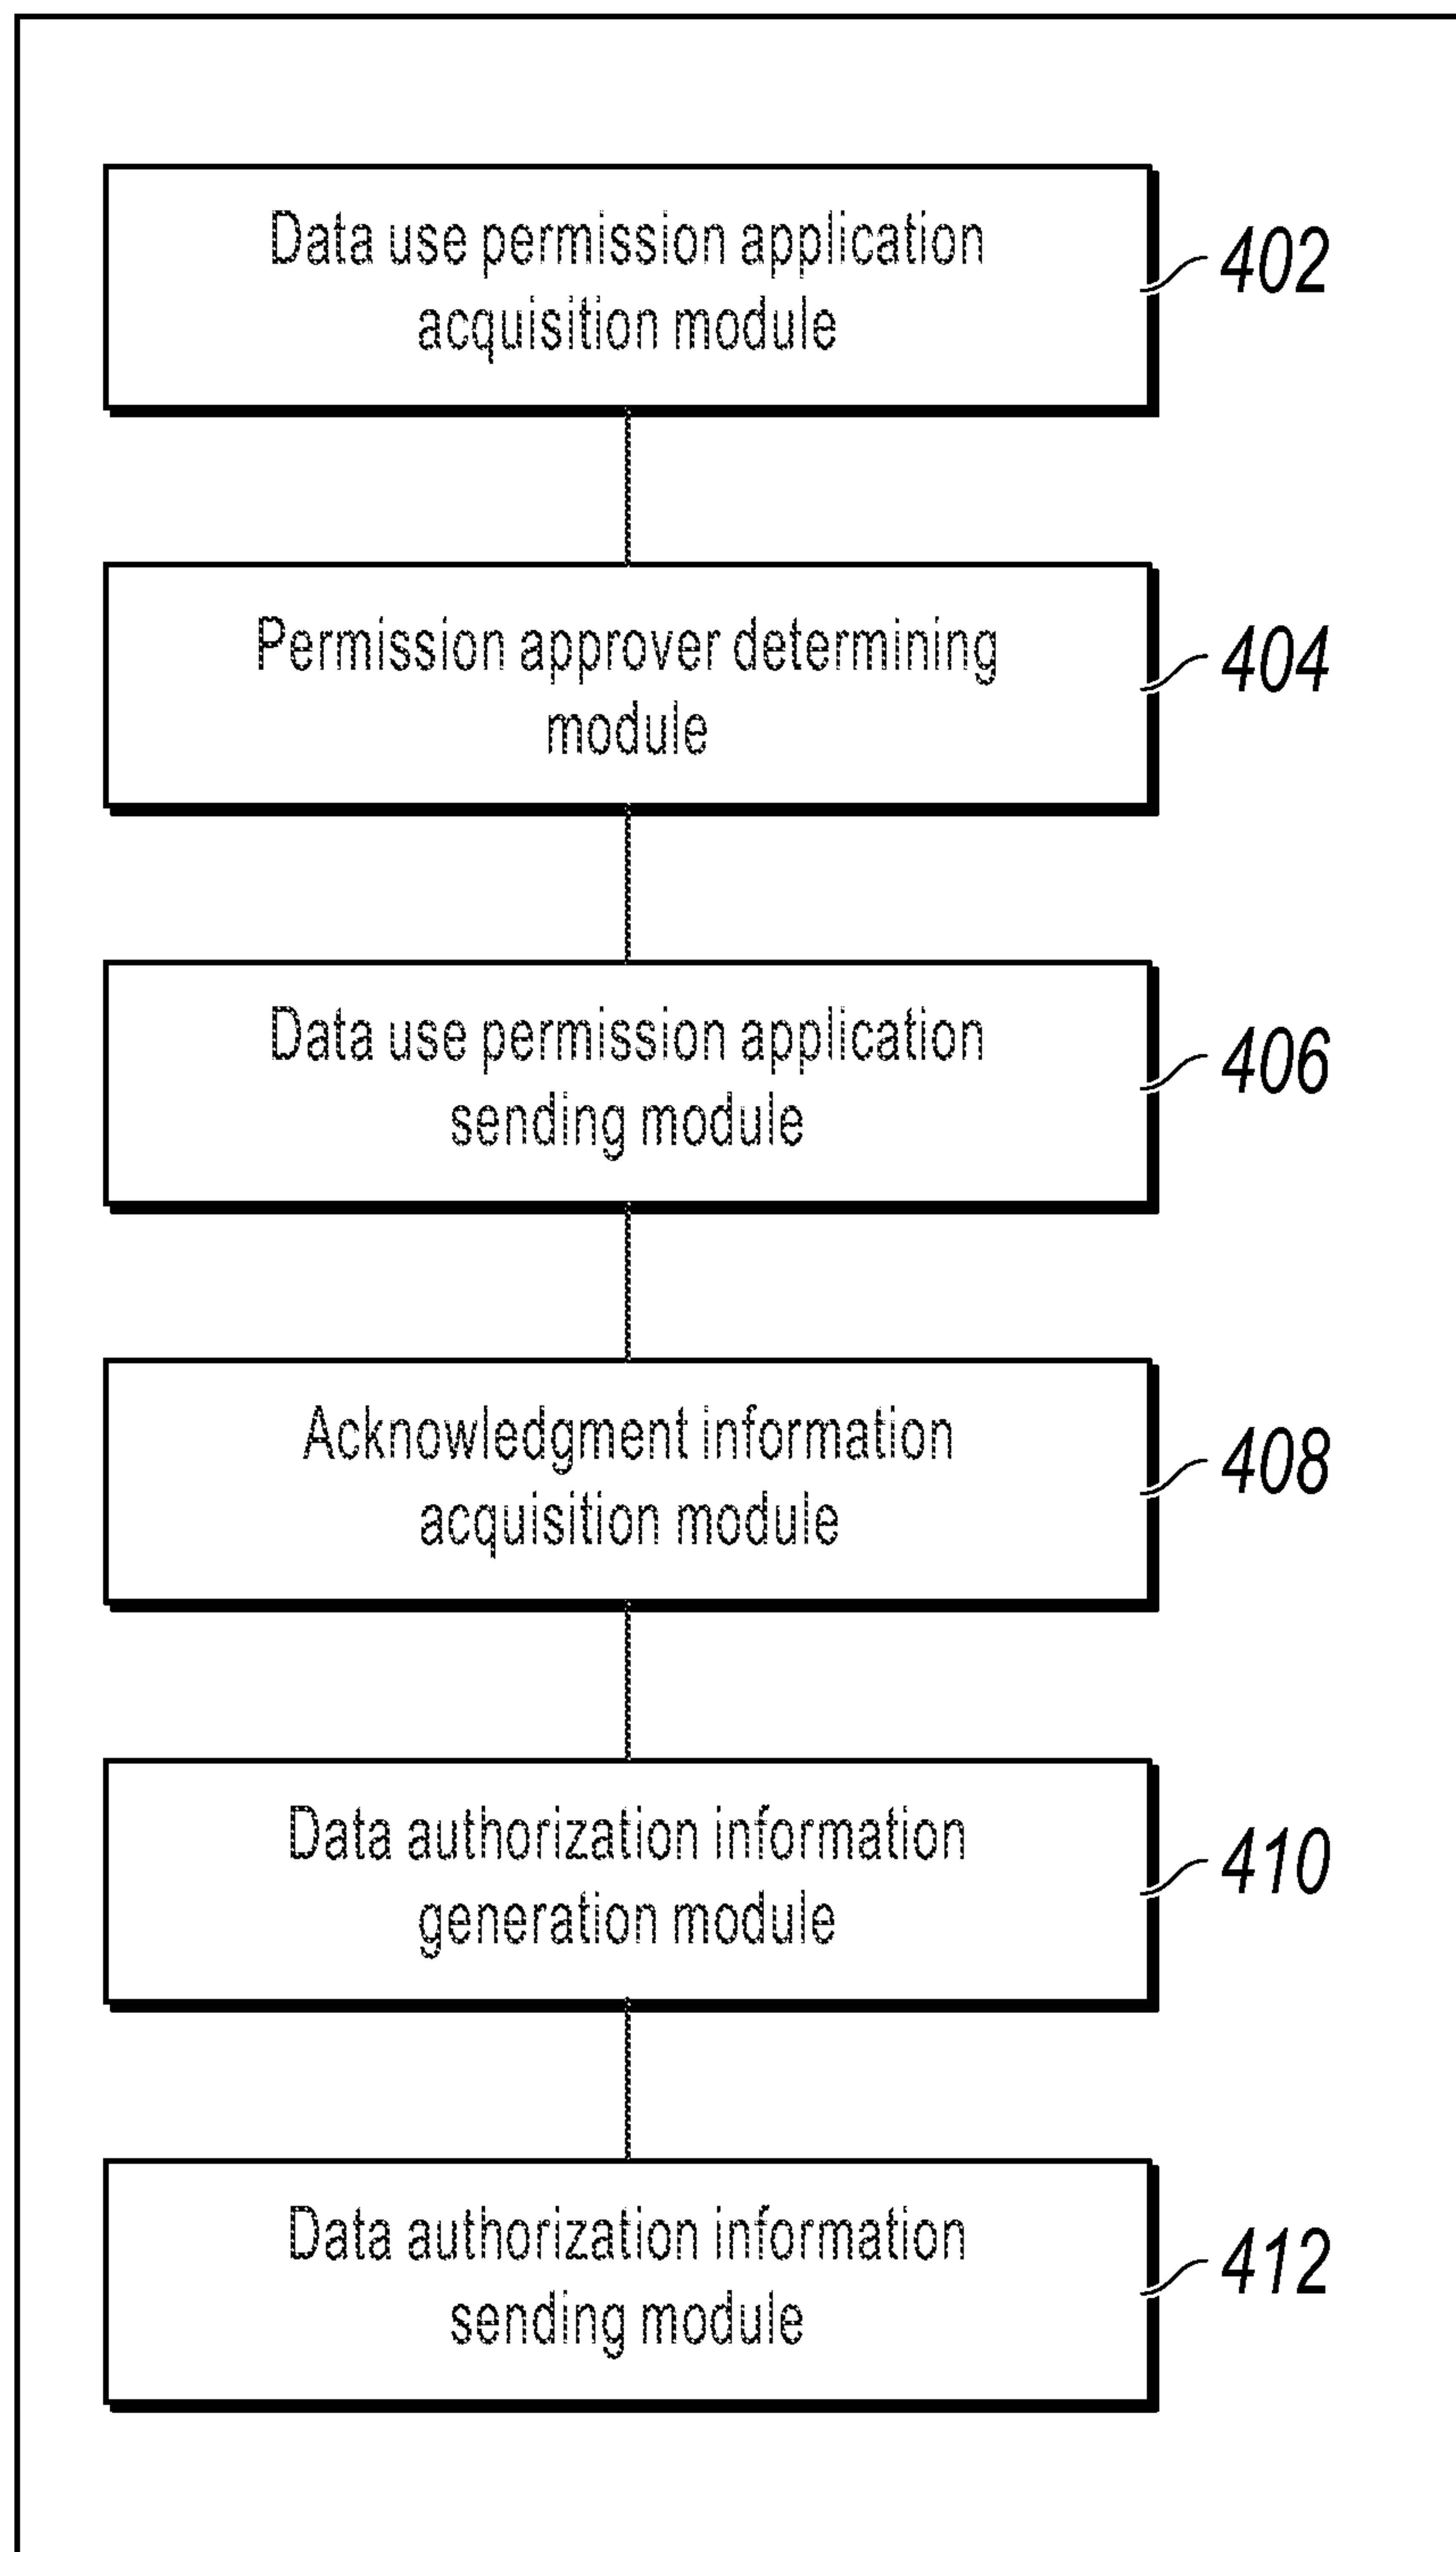 Data use permission application
acquisition module
402
Permission approver determining
module
404
Data use permission application
sending module
406
Acknowledgment information
acquisition module
408
Data authorization information
generation module
410
Data authorization information
sending module
412